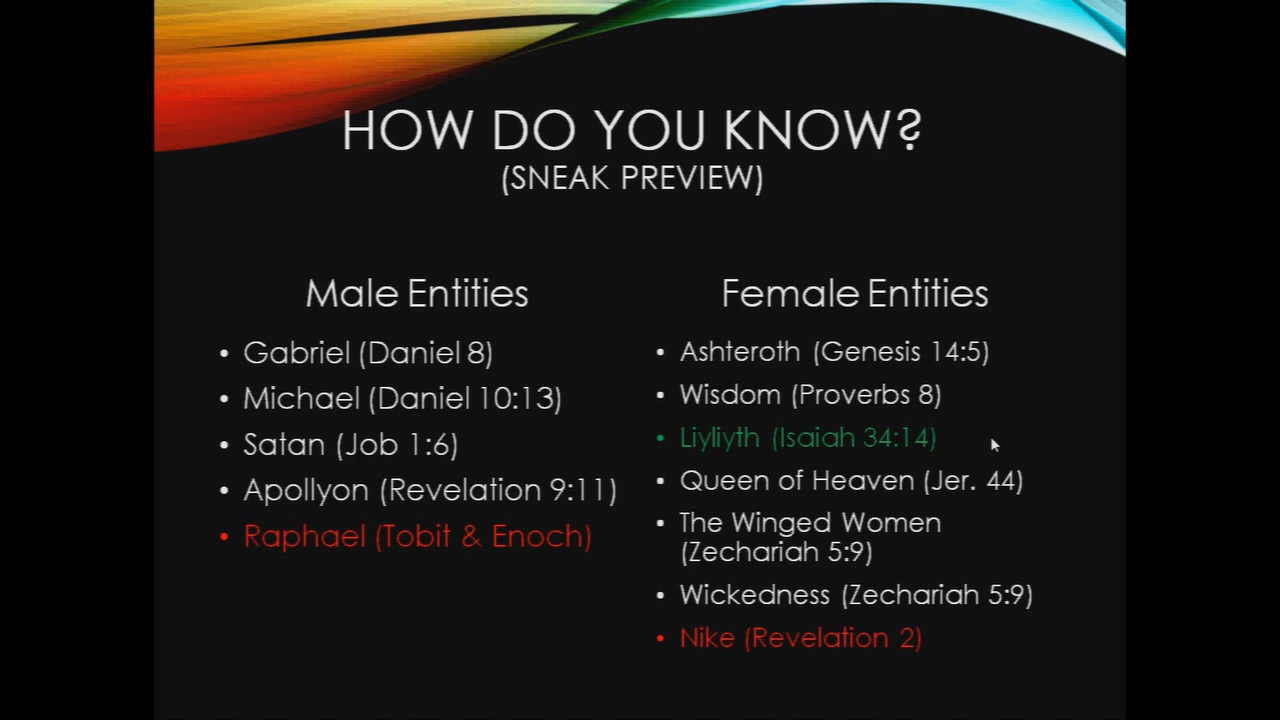 HOW DO YOU KNOW?
(SNEAK PREVIEW)
Male Entities
• Gabriel (Daniel 8)
• Michael (Daniel 10:13)
• Satan (Job 1:6)
• Apollyon (Revelation 9:11)
• Raphael (Tobit & Enoch)
Female Entities
• Ashteroth (Genesis 14:5)
• Wisdom (Proverbs 8)
• Liyliyth (Isaiah 34:14)
• Queen of Heaven (Jer. 44)
• The Winged Women
(Zechariah 5:9)
• Wickedness (Zechariah 5:9)
• Nike (Revelation 2)